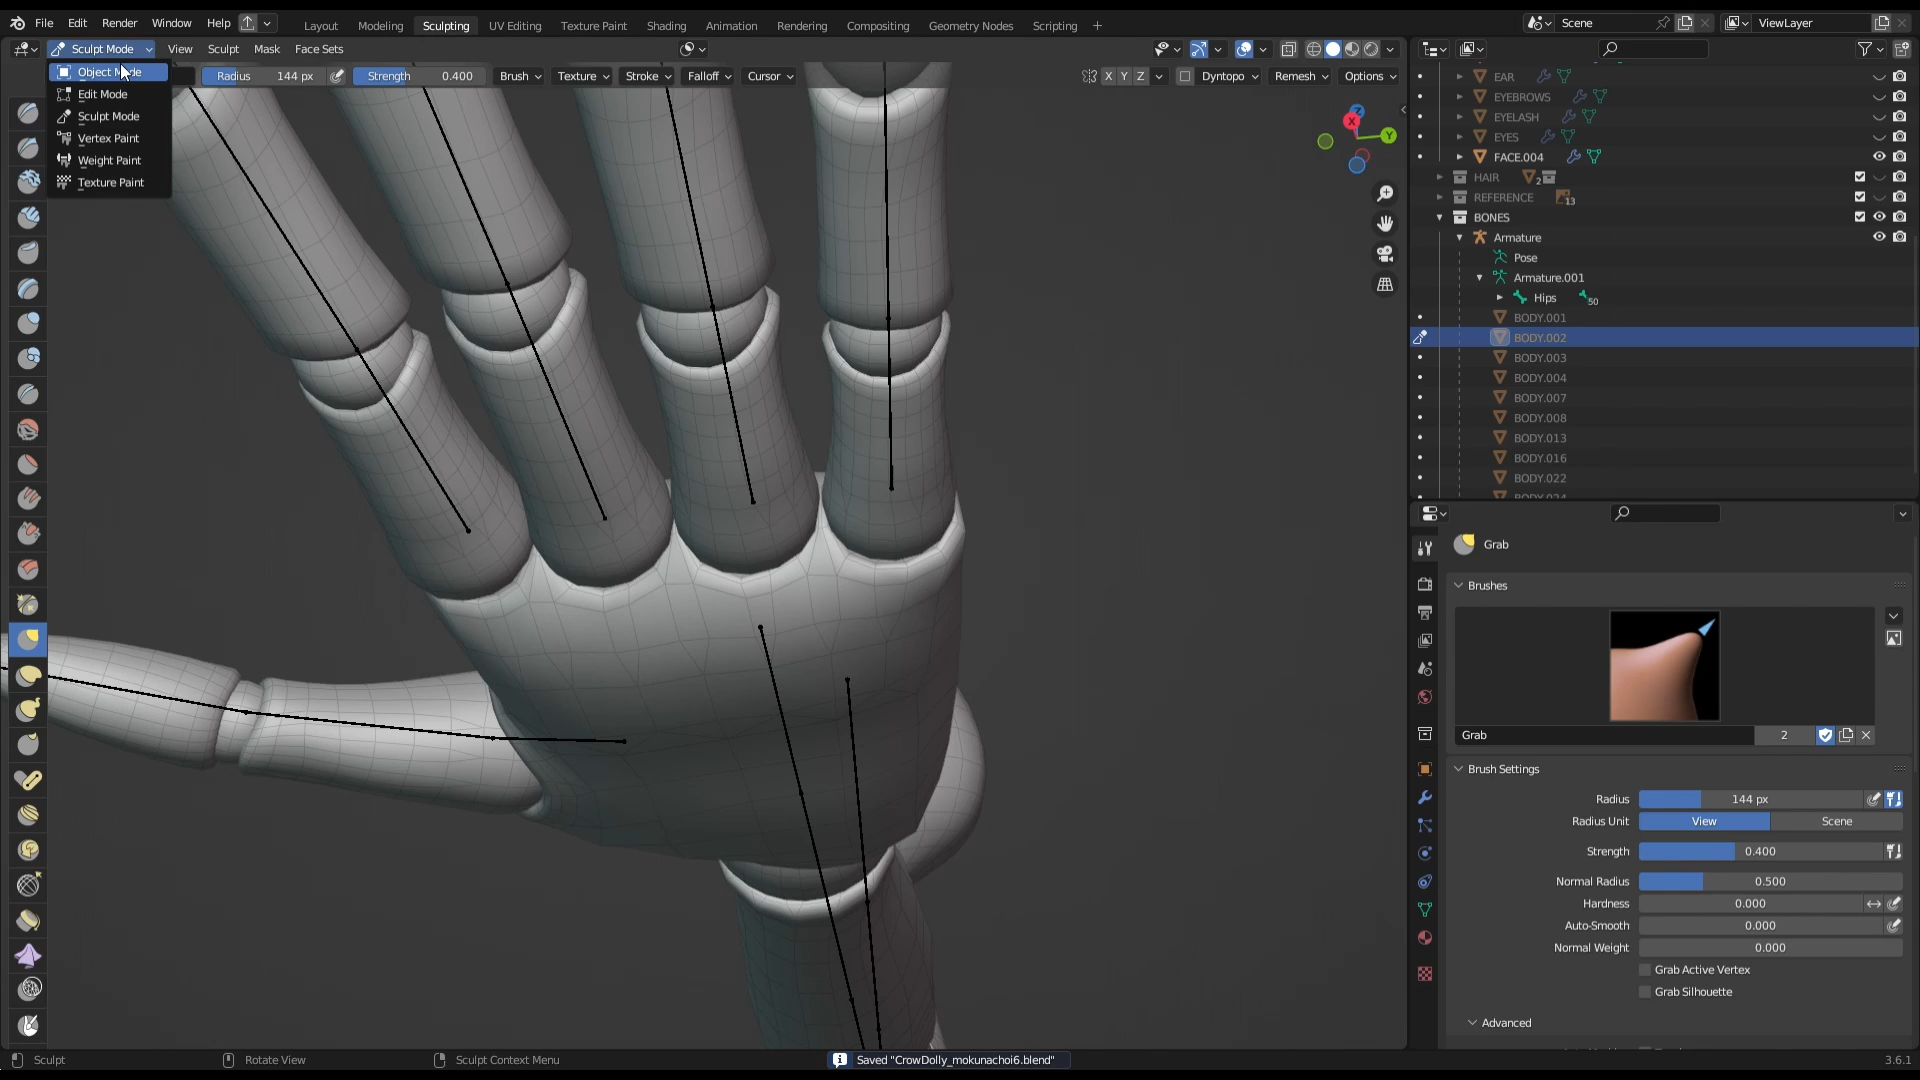 File Edit Render Window Help
Layout Modeling Sculpting UV Editing Texture Paint Shading Animation Rendering Compositing Geometry Nodes Scripting +
Scene
ViewLayer
Sculpt Mode View Sculpt Mask Face Sets
Radius 144 px Strength 0.400 Brush Texture Stroke Falloff Cursor
X Y Z Dyntopo Remesh Options
Object Mode
Edit Mode
Sculpt Mode
Vertex Paint
Weight Paint
Texture Paint
Z
X
Y
EAR
EYEBROWS
EYELASH
EYES
FACE.004
HAIR 2
REFERENCE 13
BONES
Armature
Pose
Armature.001
Hips 50
BODY.001
BODY.002
BODY.003
BODY.004
BODY.007
BODY.008
BODY.013
BODY.016
BODY.022
BODY.024
Grab
Brushes
Grab 2
Brush Settings
Radius 144 px
Radius Unit View Scene
Strength 0.400
Normal Radius 0.500
Hardness 0.000
Auto-Smooth 0.000
Normal Weight 0.000
Grab Active Vertex
Grab Silhouette
Advanced
Sculpt Rotate View Sculpt Context Menu Saved "CrowDolly_mokunachoi6.blend" 3.6.1